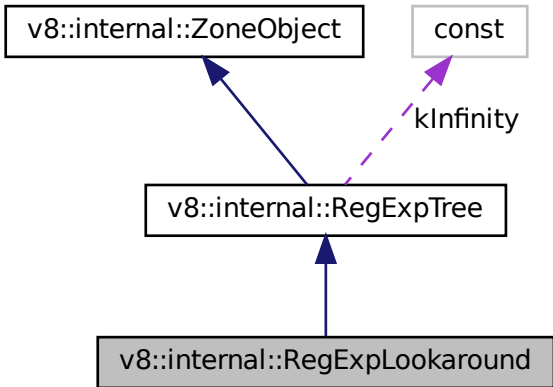 v8::internal::ZoneObject
const
kInfinity
v8::internal::RegExpTree
v8::internal::RegExpLookaround